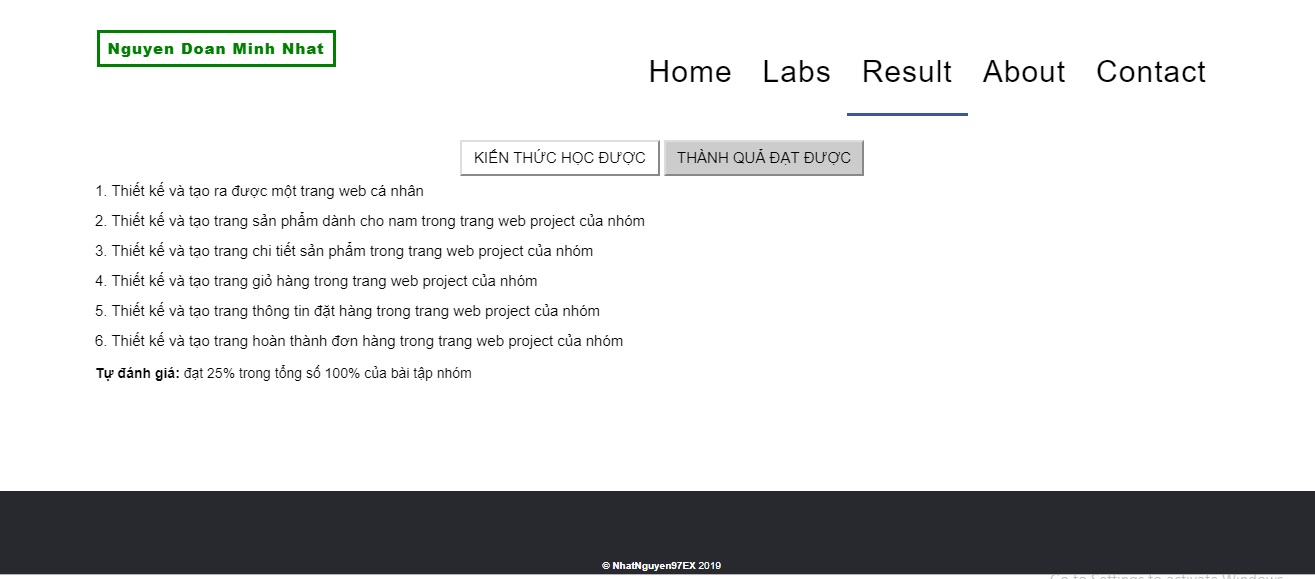 Nguyen Doan Minh Nhat
Home Labs Result About Contact
KIẾN THỨC HỌC ĐƯỢC THÀNH QUẢ ĐẠT ĐƯỢC
1. Thiết kế và tạo ra được một trang web cá nhân
2. Thiết kế và tạo trang sản phẩm dành cho nam trong trang web project của nhóm
3. Thiết kế và tạo trang chi tiết sản phẩm trong trang web project của nhóm
4. Thiết kế và tạo trang giỏ hàng trong trang web project của nhóm
5. Thiết kế và tạo trang thông tin đặt hàng trong trang web project của nhóm
6. Thiết kế và tạo trang hoàn thành đơn hàng trong trang web project của nhóm
Tự đánh giá: đạt 25% trong tổng số 100% của bài tập nhóm
© NhatNguyen97EX 2019
Go to Settings to activate Windows.